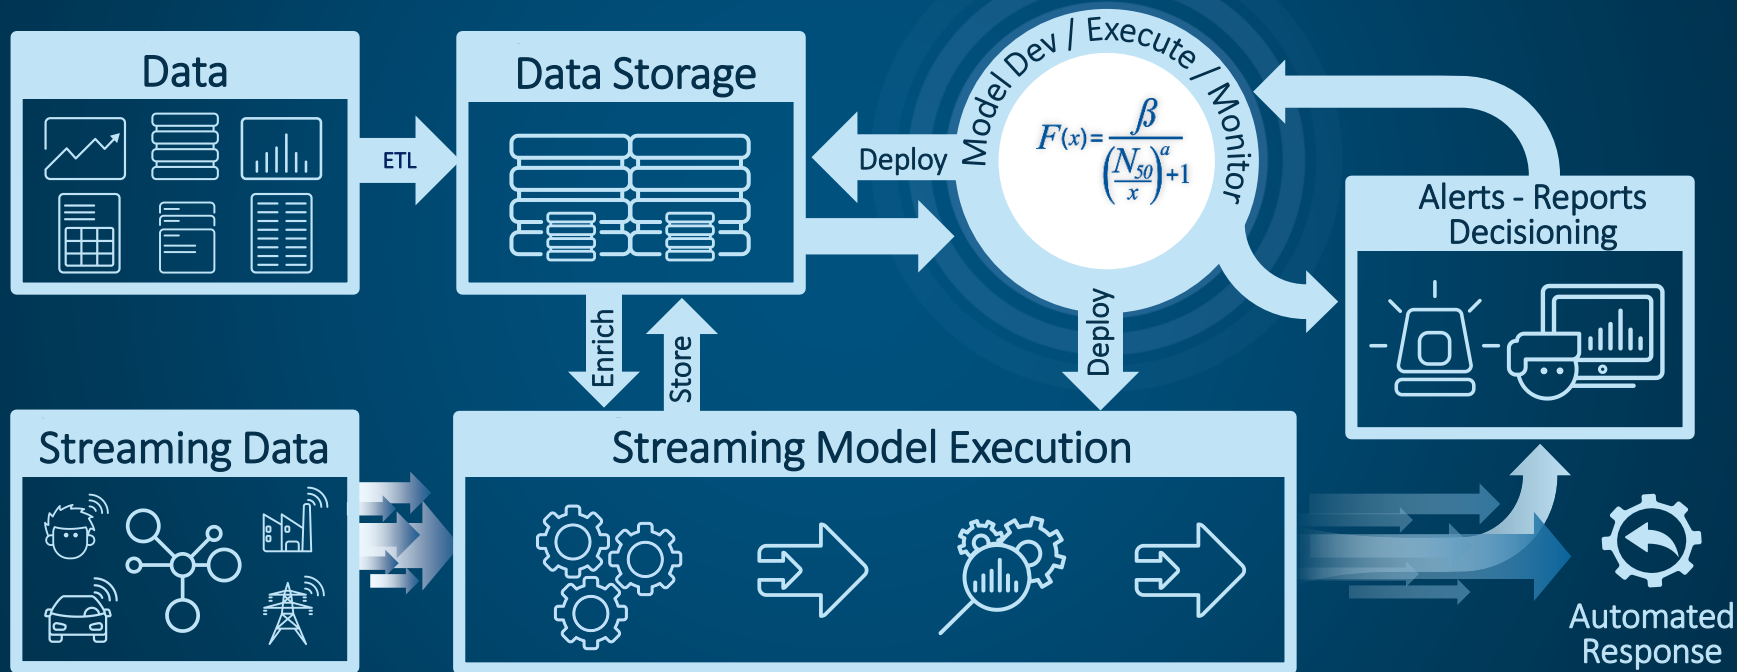 Data
Data Storage
Model Dev / Execute / Monitor
F(x)= β / (N50/x)^a +1
ETL
Deploy
Alerts - Reports
Decisioning
Enrich
Store
Deploy
Streaming Data
Streaming Model Execution
Automated
Response